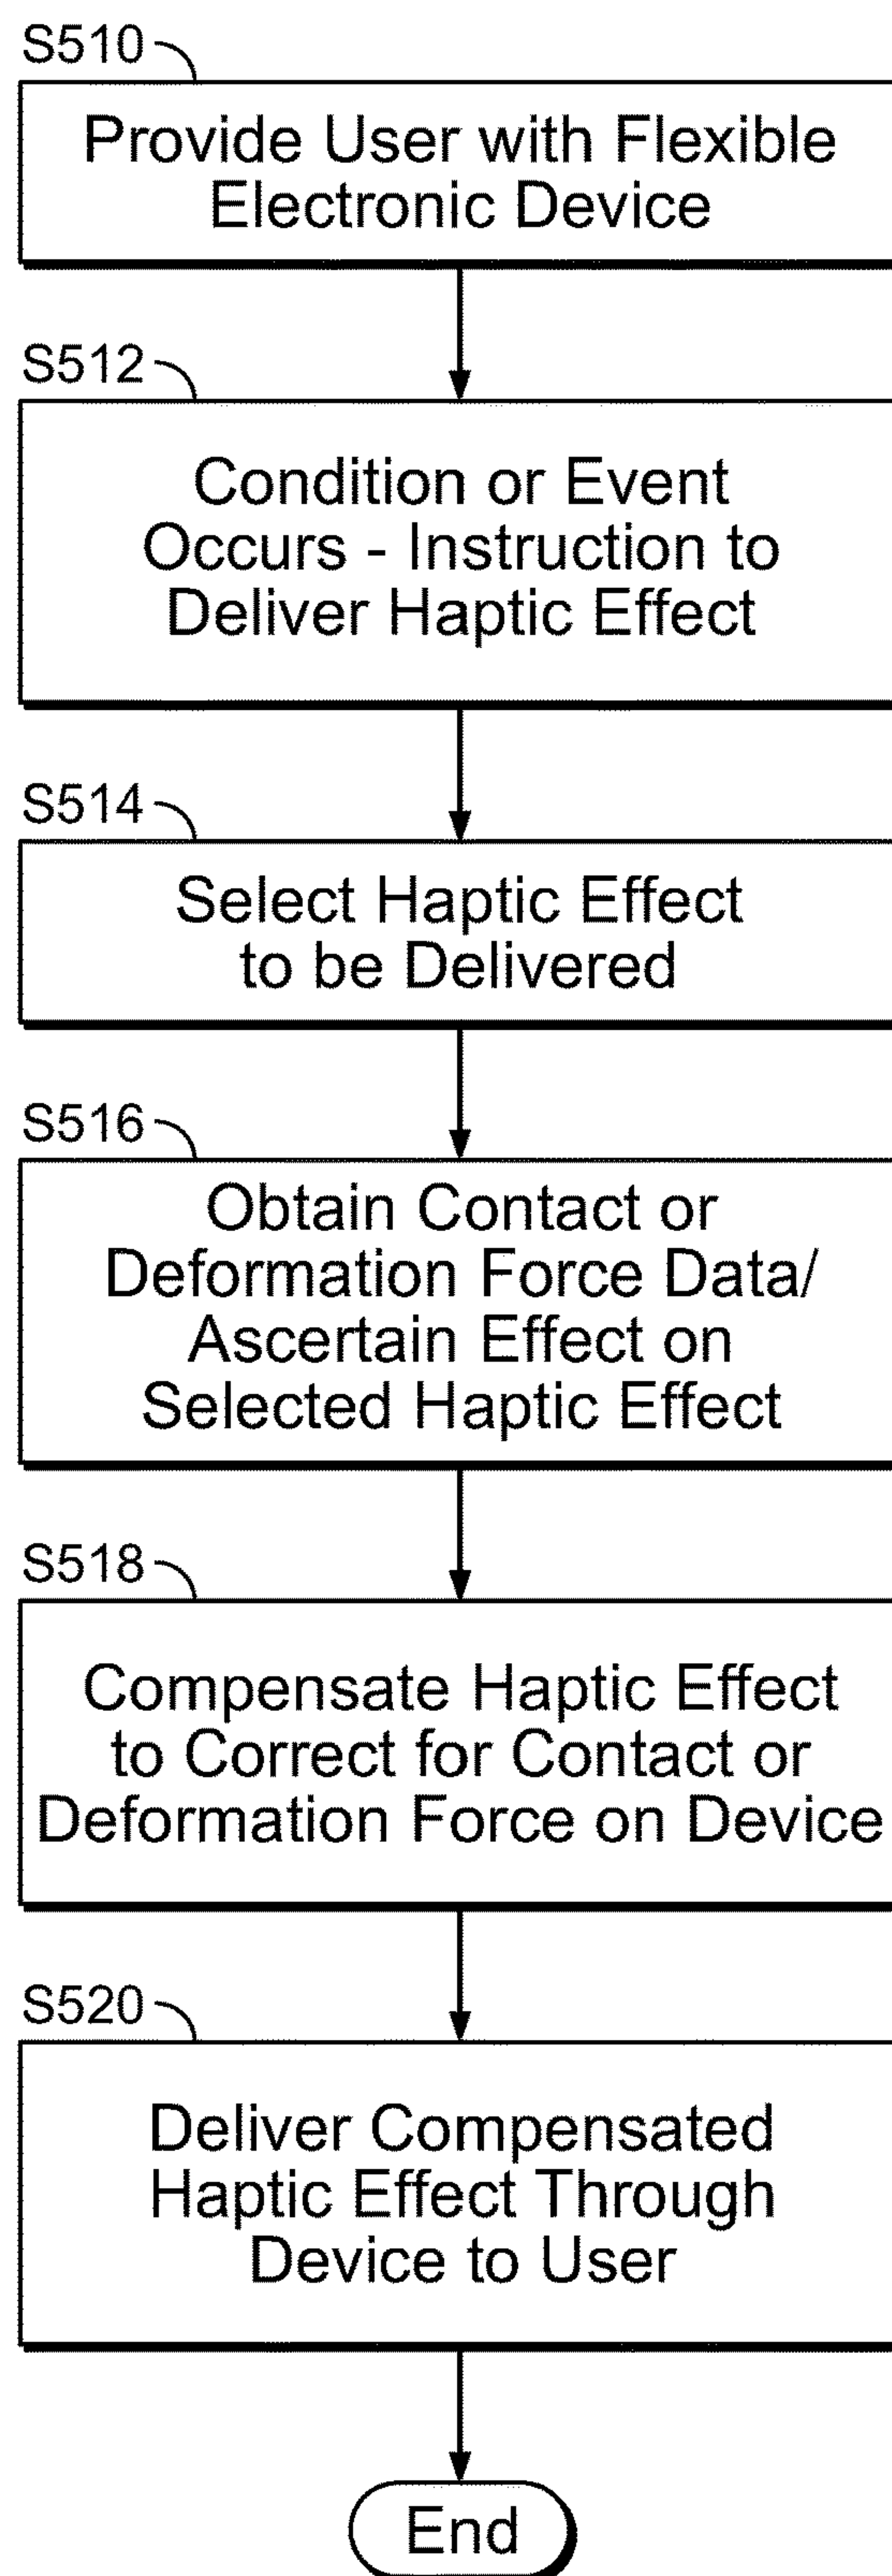 S510
Provide User with Flexible
Electronic Device
S512
Condition or Event
Occurs - Instruction to
Deliver Haptic Effect
S514
Select Haptic Effect
to be Delivered
S516
Obtain Contact or
Deformation Force Data/
Ascertain Effect on
Selected Haptic Effect
S518
Compensate Haptic Effect
to Correct for Contact or
Deformation Force on Device
S520
Deliver Compensated
Haptic Effect Through
Device to User
End